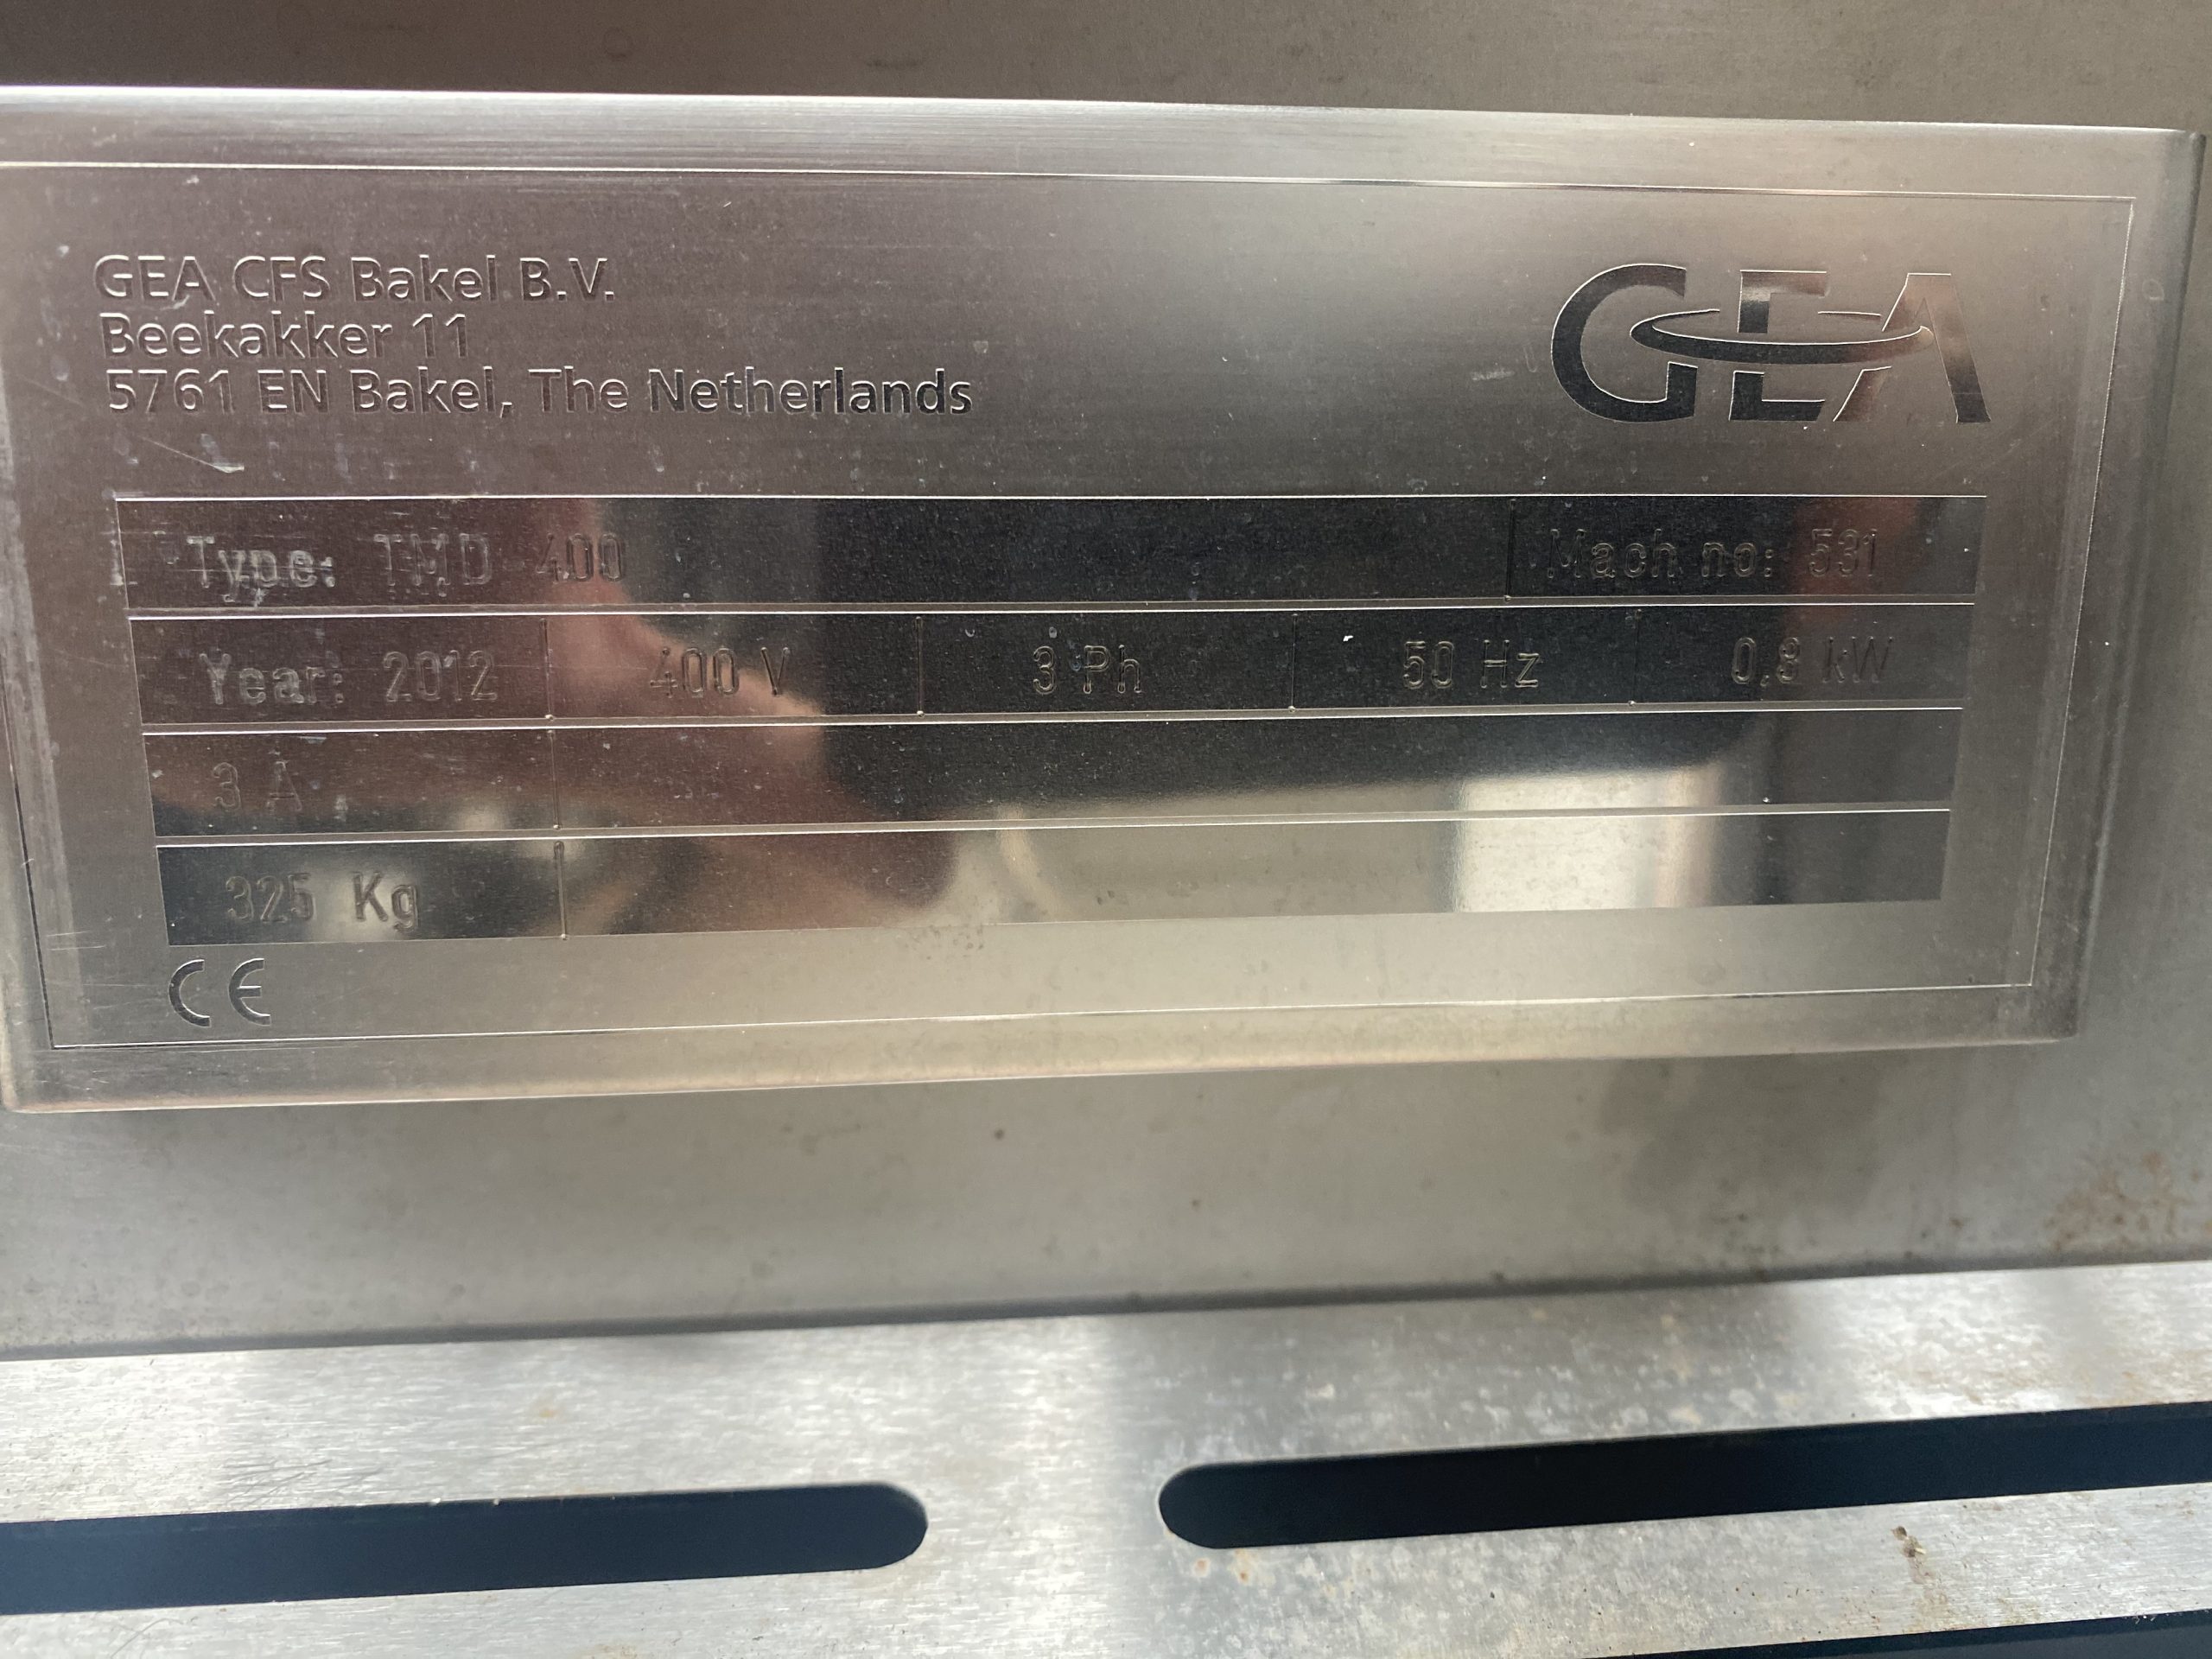 GEA CFS Bakel B.V.
Beekakker 11
5761 EN Bakel, The Netherlands
GEA
Type: TMD 400 Mach no: 531
Year: 2012 400 V 3 Ph 50 Hz 0,8 kW
3 A
325 Kg
CE